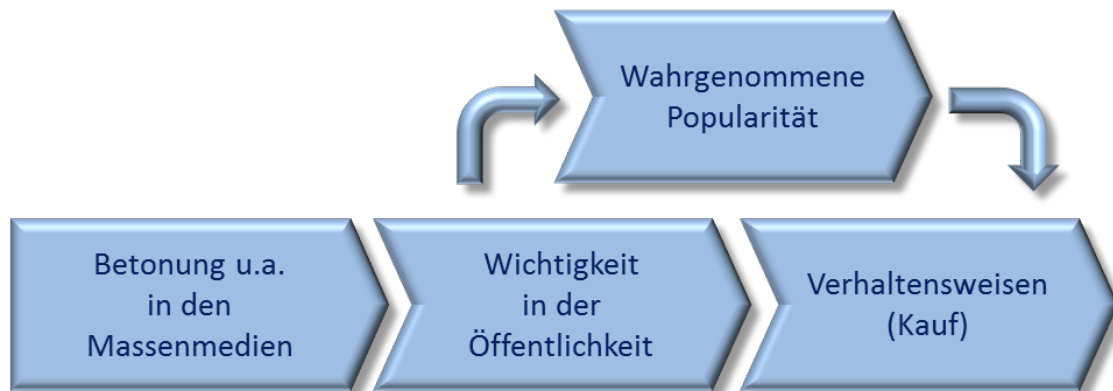 Wahrgenommene
Popularität
Betonung u.a.
in den
Massenmedien
Wichtigkeit
in der
Öffentlichkeit
Verhaltensweisen
(Kauf)